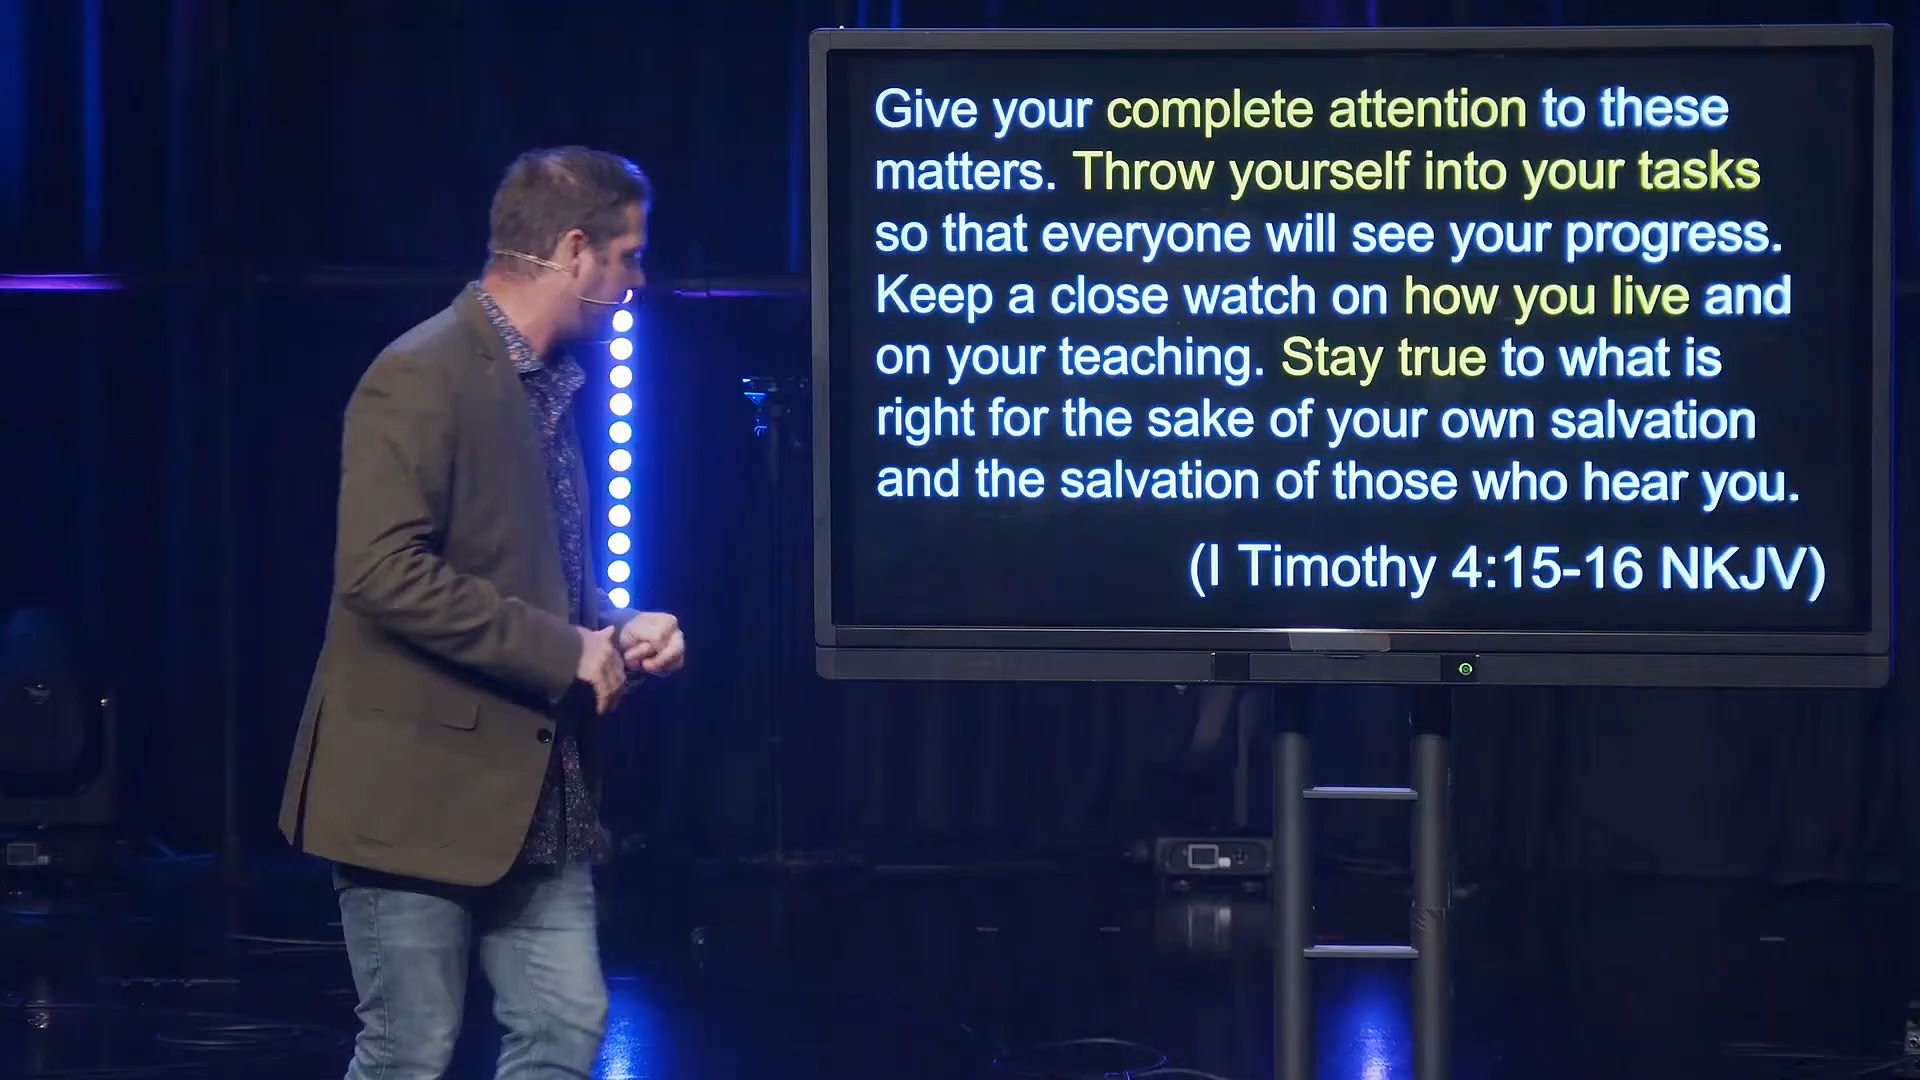 Give your complete attention to these
matters. Throw yourself into your tasks
so that everyone will see your progress.
Keep a close watch on how you live and
on your teaching. Stay true to what is
right for the sake of your own salvation
and the salvation of those who hear you.
(I Timothy 4:15-16 NKJV)